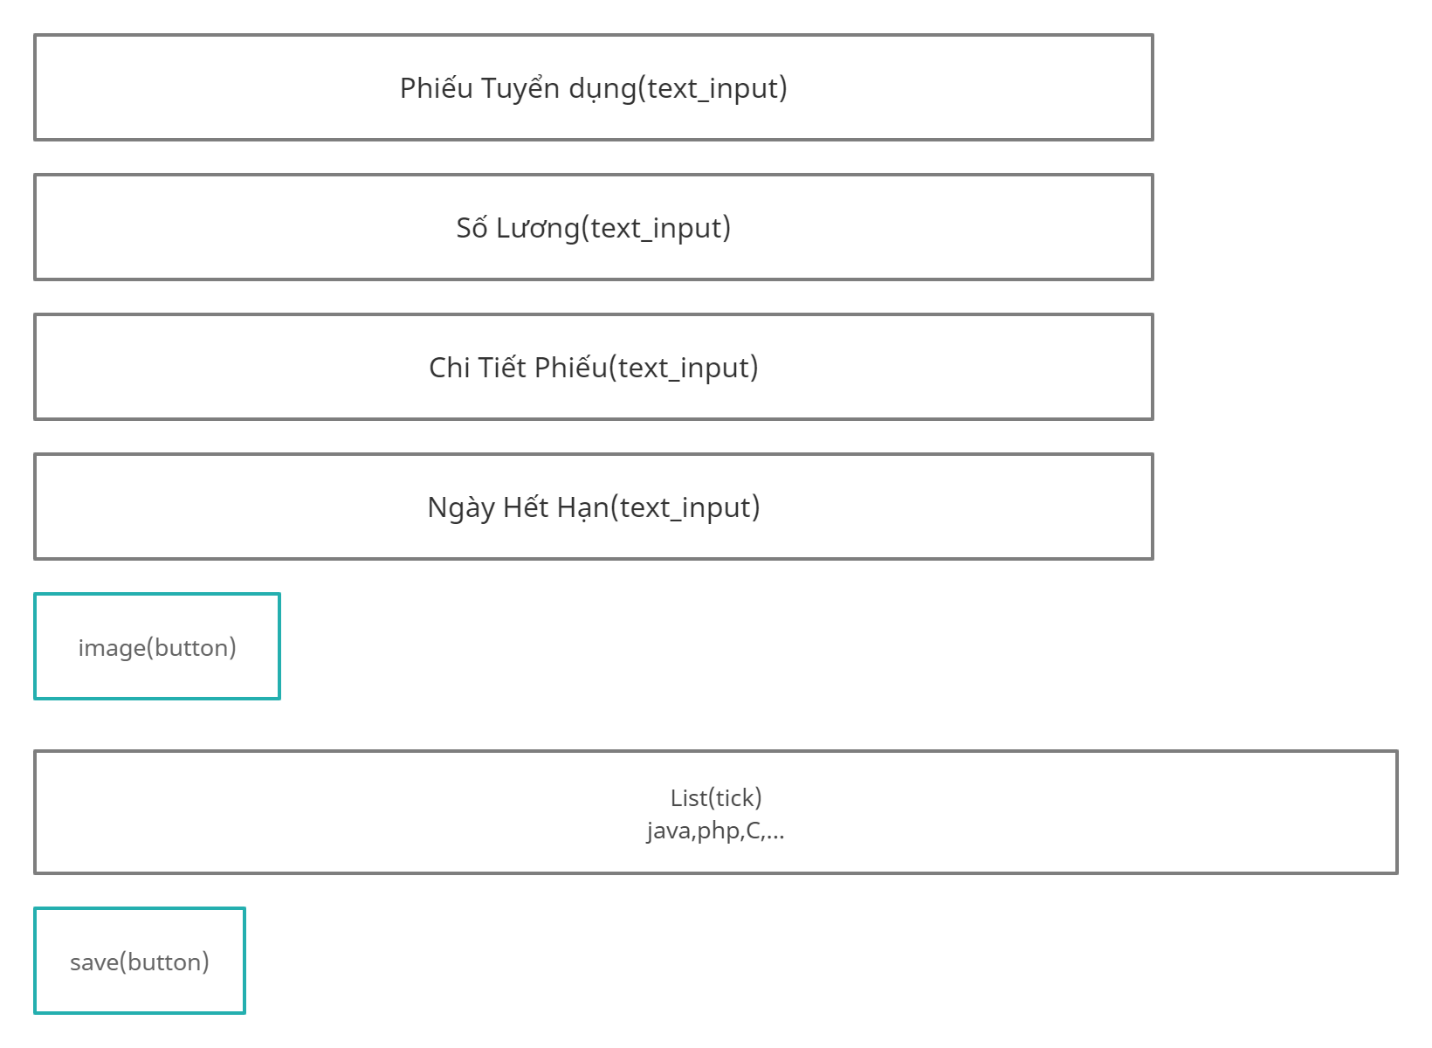 Phiếu Tuyển dụng(text_input)
Số Lương(text_input)
Chi Tiết Phiếu(text_input)
Ngày Hết Hạn(text_input)
image(button)
List(tick)
java,php,C,...
save(button)